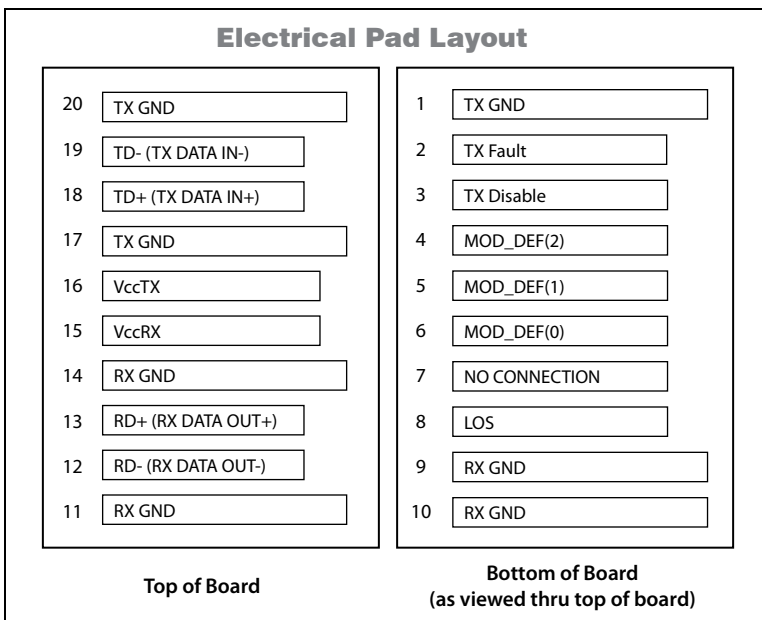 Electrical Pad Layout
20 TX GND
19 TD- (TX DATA IN-)
18 TD+ (TX DATA IN+)
17 TX GND
16 VccTX
15 VccRX
14 RX GND
13 RD+ (RX DATA OUT+)
12 RD- (RX DATA OUT-)
11 RX GND
Top of Board
1 TX GND
2 TX Fault
3 TX Disable
4 MOD_DEF(2)
5 MOD_DEF(1)
6 MOD_DEF(0)
7 NO CONNECTION
8 LOS
9 RX GND
10 RX GND
Bottom of Board
(as viewed thru top of board)